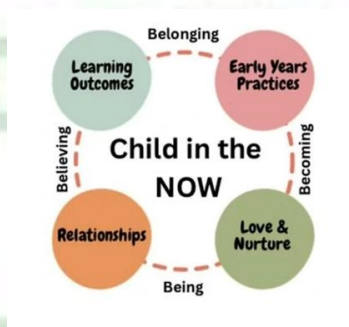 Belonging
Learning
Outcomes
Early Years
Practices
Believing
Child in the
NOW
Becoming
Relationships
Love &
Nurture
Being